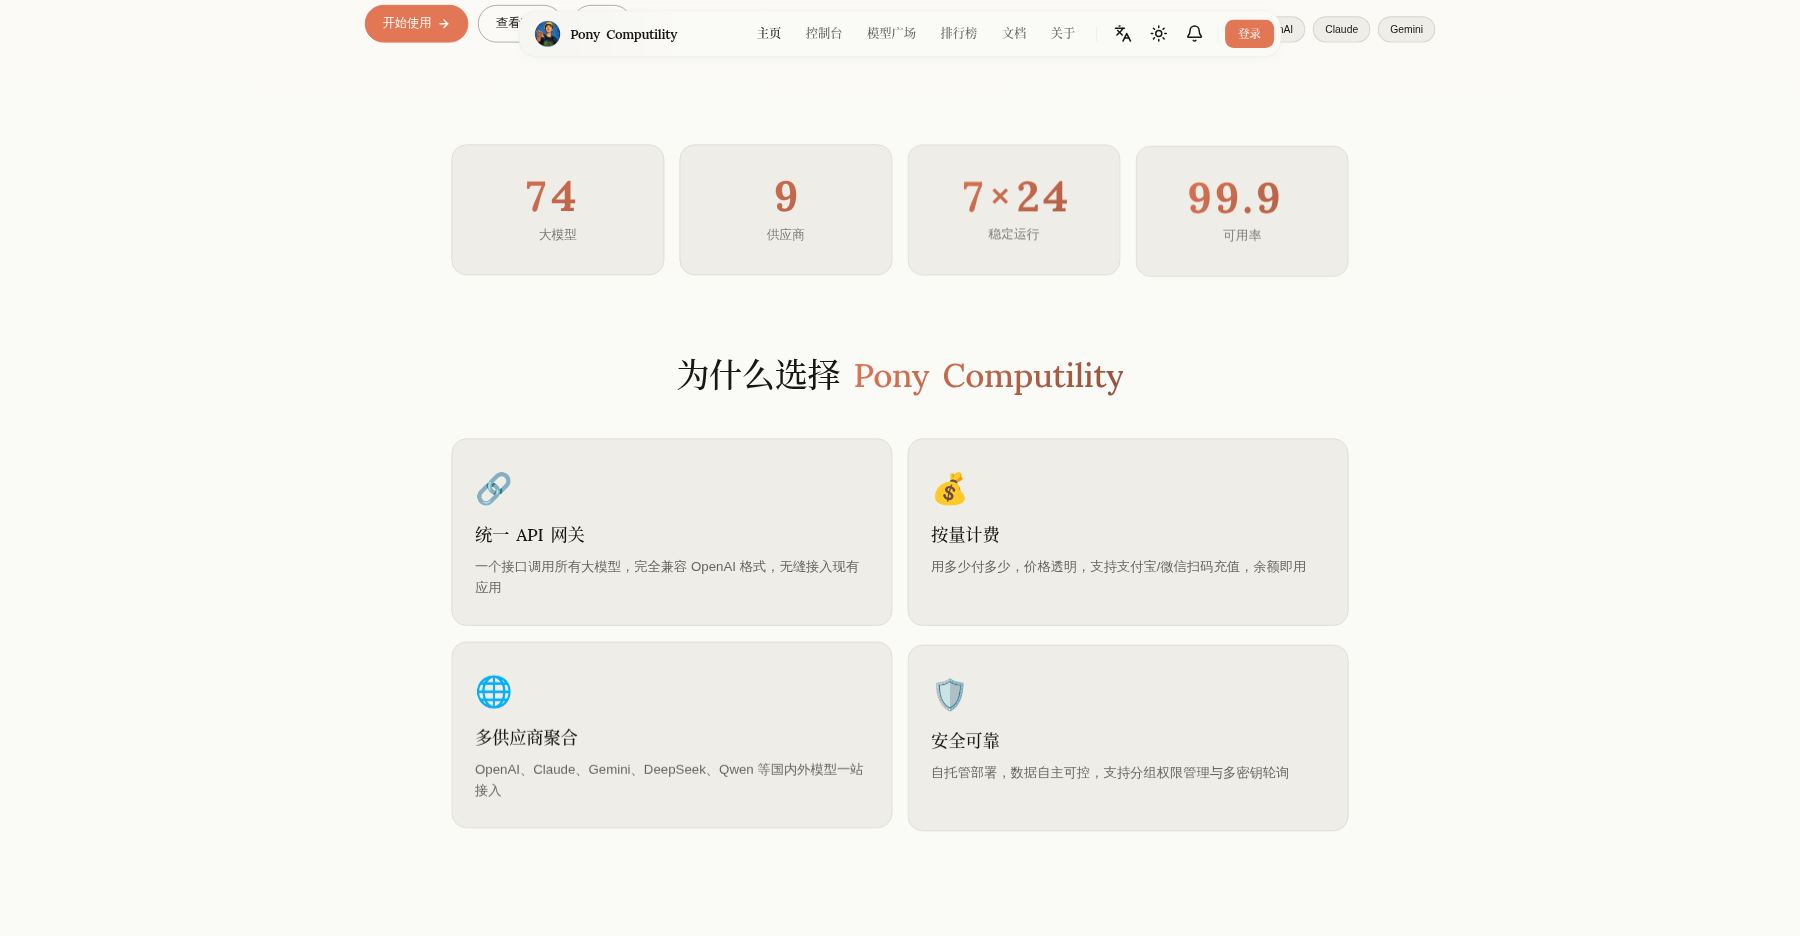 开始使用
查看
Pony Computility
主页
控制台
模型广场
排行榜
文档
关于
登录
AI
Claude
Gemini
74
大模型
9
供应商
7×24
稳定运行
99.9
可用率
为什么选择 Pony Computility
统一 API 网关
一个接口调用所有大模型，完全兼容 OpenAI 格式，无缝接入现有
应用
按量计费
用多少付多少，价格透明，支持支付宝/微信扫码充值，余额即用
多供应商聚合
OpenAI、Claude、Gemini、DeepSeek、Qwen 等国内外模型一站
接入
安全可靠
自托管部署，数据自主可控，支持分组权限管理与多密钥轮询